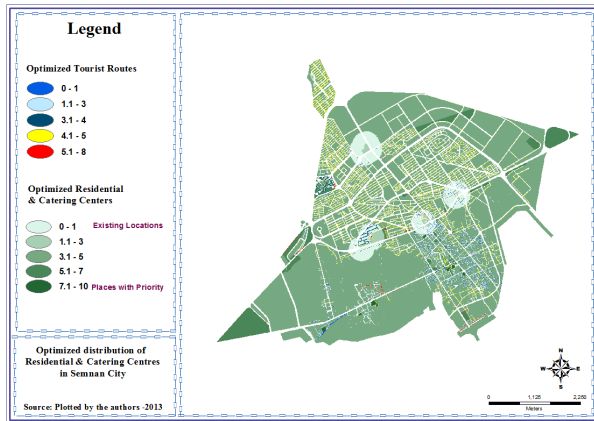 Legend
Optimized Tourist Routes
0 - 1
1.1 - 3
3.1 - 4
4.1 - 5
5.1 - 8
Optimized Residential
& Catering Centers
0 - 1 Existing Locations
1.1 - 3
3.1 - 5
5.1 - 7
7.1 - 10 Places with Priority
Optimized distribution of
Residential & Catering Centres
in Semnan City
Source: Plotted by the authors -2013
N
W E
S
0 1,125 2,250
Meters